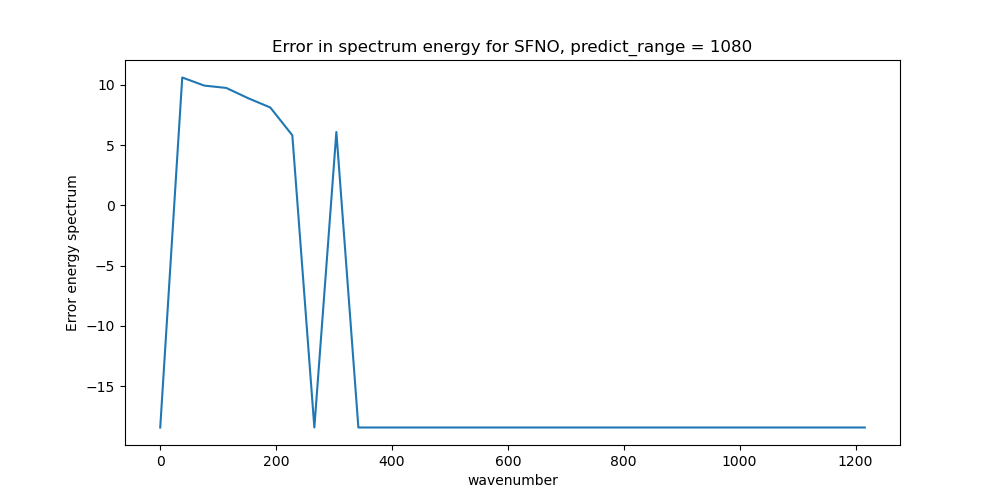 Error in spectrum energy for SFNO, predict_range = 1080
Error energy spectrum
10
5
0
−5
−10
−15
0 200 400 600 800 1000 1200
wavenumber